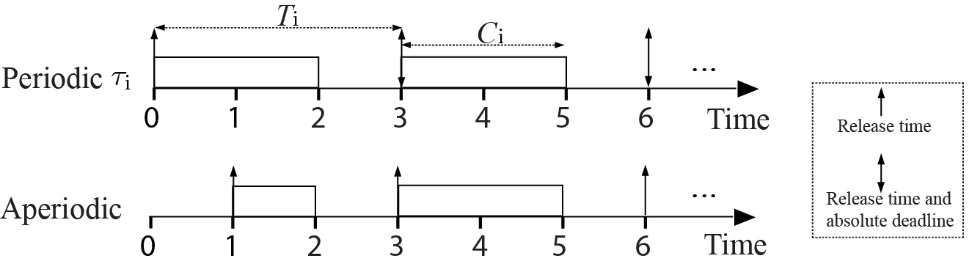 Ti
Ci
Periodic τi
...
0 1 2 3 4 5 6 Time
Aperiodic
...
0 1 2 3 4 5 6 Time
Release time
Release time and
absolute deadline